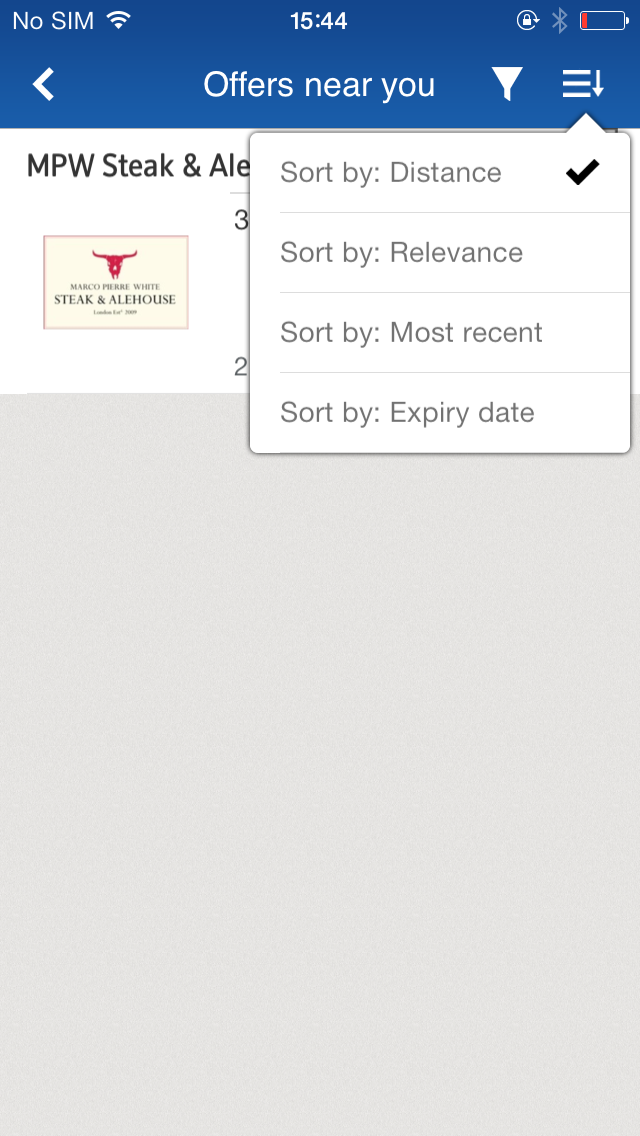 No SIM 15:44
Offers near you
MPW Steak & Ale
Sort by: Distance
3
Sort by: Relevance
MARCO PIERRE WHITE
STEAK & ALEHOUSE
London Estd 2009
Sort by: Most recent
2
Sort by: Expiry date